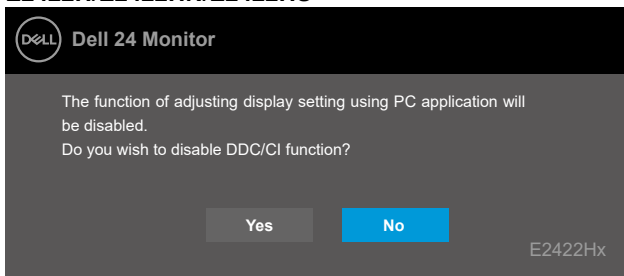 DELL
Dell 24 Monitor
The function of adjusting display setting using PC application will
be disabled.
Do you wish to disable DDC/CI function?
Yes
No
E2422Hx